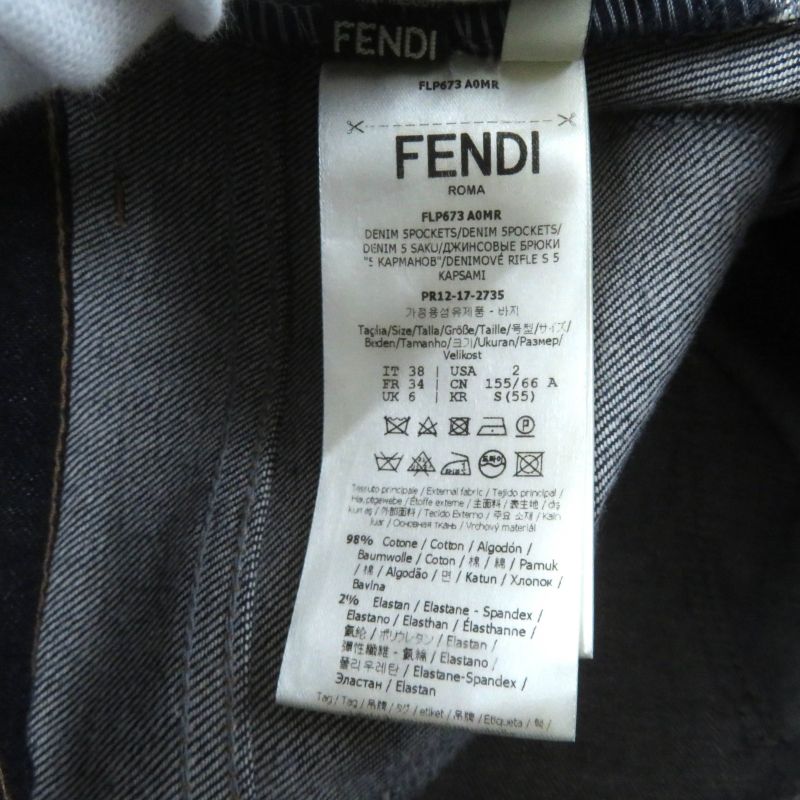 FENDI
FLP673 A0MR
FENDI
ROMA
FLP673 A0MR
DENIM 5POCKETS/DENIM 5POCKETS/
DENIM 5 SAKU/ДЖИНСОВЫЕ БРЮКИ
"5 КАРМАНОВ"/DENIMOVÉ RIFLE S 5
KAPSAMI
PR12-17-2735
가정용섬유제품 - 바지
Taglia/Size/Talla/Größe/Taille/号型/サイズ/
Beden/Tamanho/크기/Ukuran/Размер/
Velikost
IT 38 | USA 2
FR 34 | CN 155/66 A
UK 6 | KR S(55)
드라이
Tessuto principale / External fabric / Tejido principal /
Hauptgewebe / Étoffe externe / 主面料 / 表生地 / dış
kumaş / 外部面料 / Tecido Externo / 주요 소재 / Kain
luar / Основная ткань / Vrchový materiál
98% Cotone / Cotton / Algodón /
Baumwolle / Coton / 棉 / 綿 / Pamuk
/ 棉 / Algodão / 면 / Katun / Хлопок /
Bavlna
2% Elastan / Elastane - Spandex /
Elastano / Elasthan / Élasthanne /
氨纶 / ポリウレタン / Elastan /
彈性纖維 - 氨綸 / Elastano /
폴리우레탄 / Elastane-Spandex /
Эластан / Elastan
Tag / Tag / 吊牌 / タグ / etiket / 吊牌 / Etiqueta /